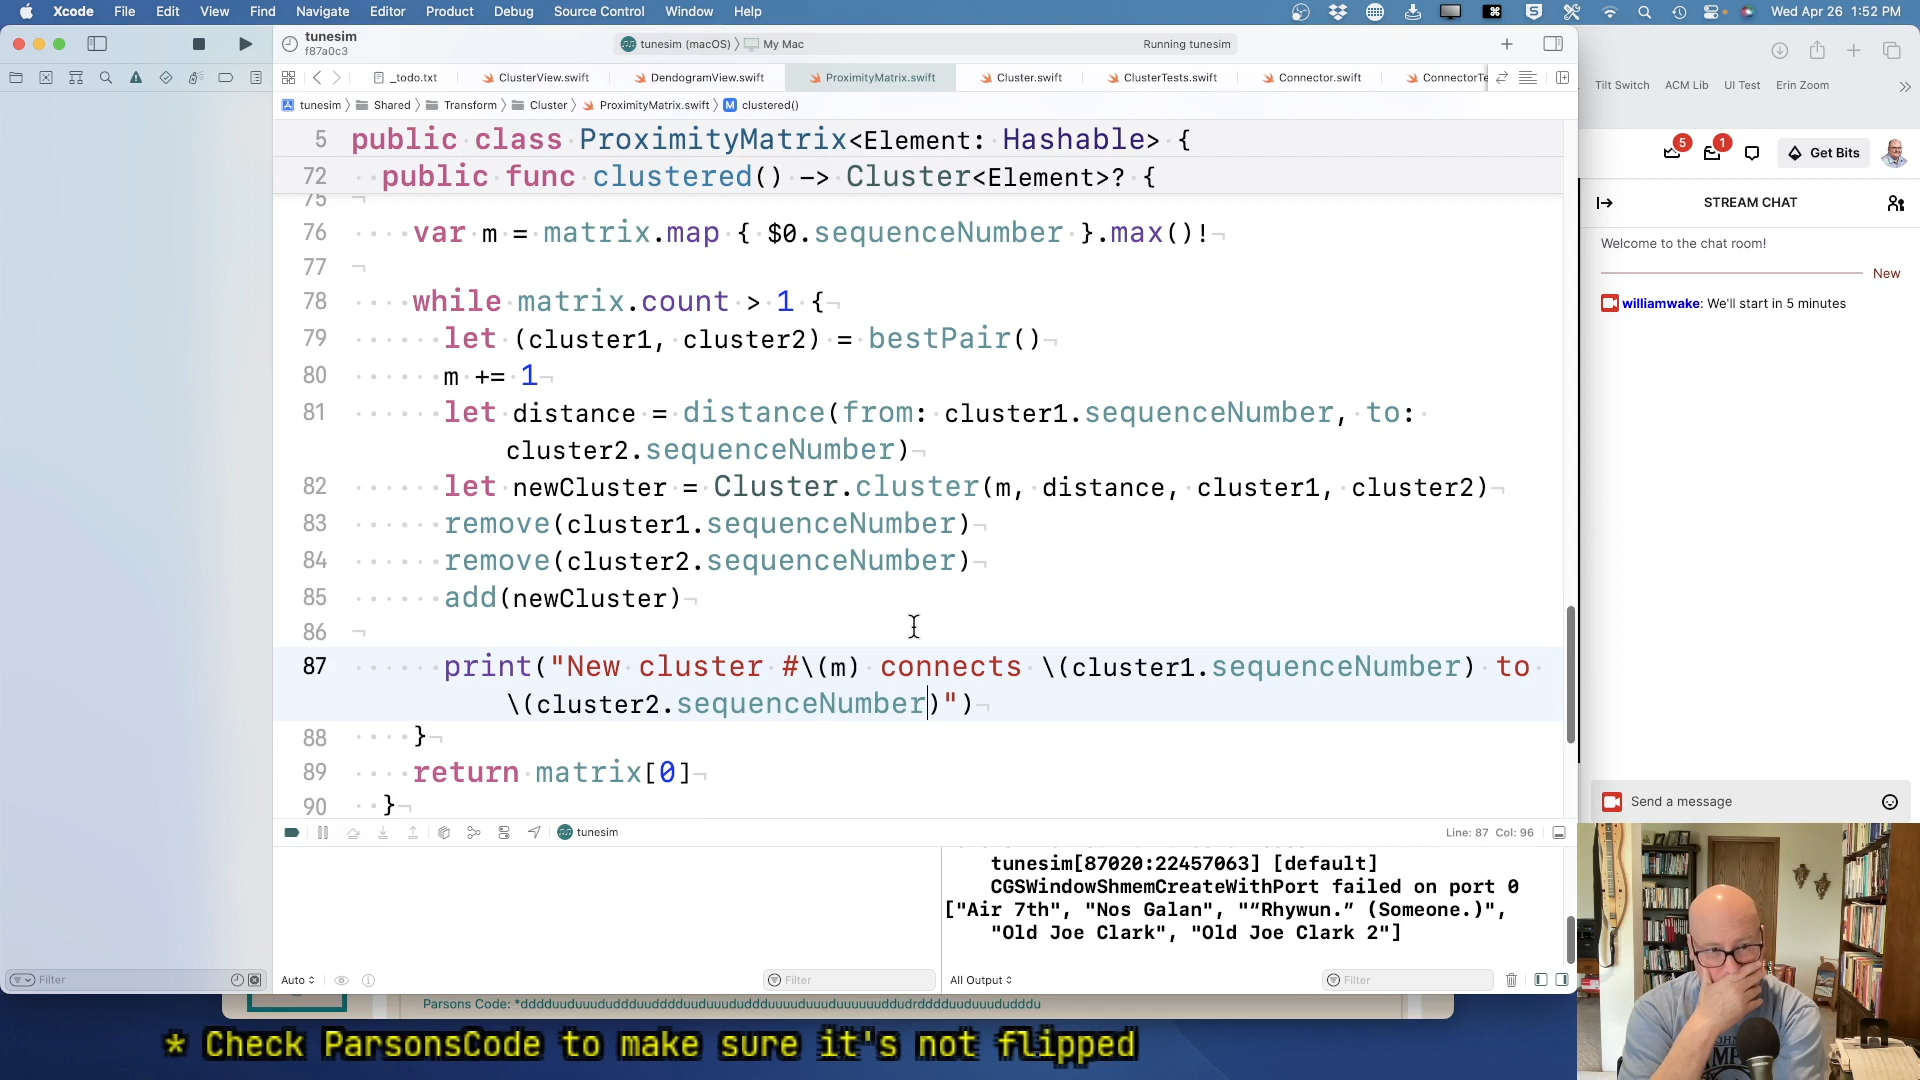 Xcode File Edit View Find Navigate Editor Product Debug Source Control Window Help
Wed Apr 26 1:52 PM
tunesim
f87a0c3
tunesim (macOS) 〉 My Mac
Running tunesim
_todo.txt ClusterView.swift DendogramView.swift ProximityMatrix.swift Cluster.swift ClusterTests.swift Connector.swift ConnectorTe
tunesim 〉 Shared 〉 Transform 〉 Cluster 〉 ProximityMatrix.swift 〉 M clustered()
5 public class ProximityMatrix<Element: Hashable> {
72 public func clustered() -> Cluster<Element>? {
75
76 var m = matrix.map { $0.sequenceNumber }.max()!
77
78 while matrix.count > 1 {
79 let (cluster1, cluster2) = bestPair()
80 m += 1
81 let distance = distance(from: cluster1.sequenceNumber, to:
cluster2.sequenceNumber)
82 let newCluster = Cluster.cluster(m, distance, cluster1, cluster2)
83 remove(cluster1.sequenceNumber)
84 remove(cluster2.sequenceNumber)
85 add(newCluster)
86
87 print("New cluster #\(m) connects \(cluster1.sequenceNumber) to
\(cluster2.sequenceNumber)")
88 }
89 return matrix[0]
90 }
tunesim
Line: 87 Col: 96
tunesim[87020:22457063] [default]
CGSWindowShmemCreateWithPort failed on port 0
["Air 7th", "Nos Galan", "“Rhywun.” (Someone.)",
"Old Joe Clark", "Old Joe Clark 2"]
Filter
Auto
Filter
All Output
Filter
Tilt Switch ACM Lib UI Test Erin Zoom
5 1 Get Bits
STREAM CHAT
Welcome to the chat room!
New
williamwake: We'll start in 5 minutes
Send a message
* Check ParsonsCode to make sure it's not flipped